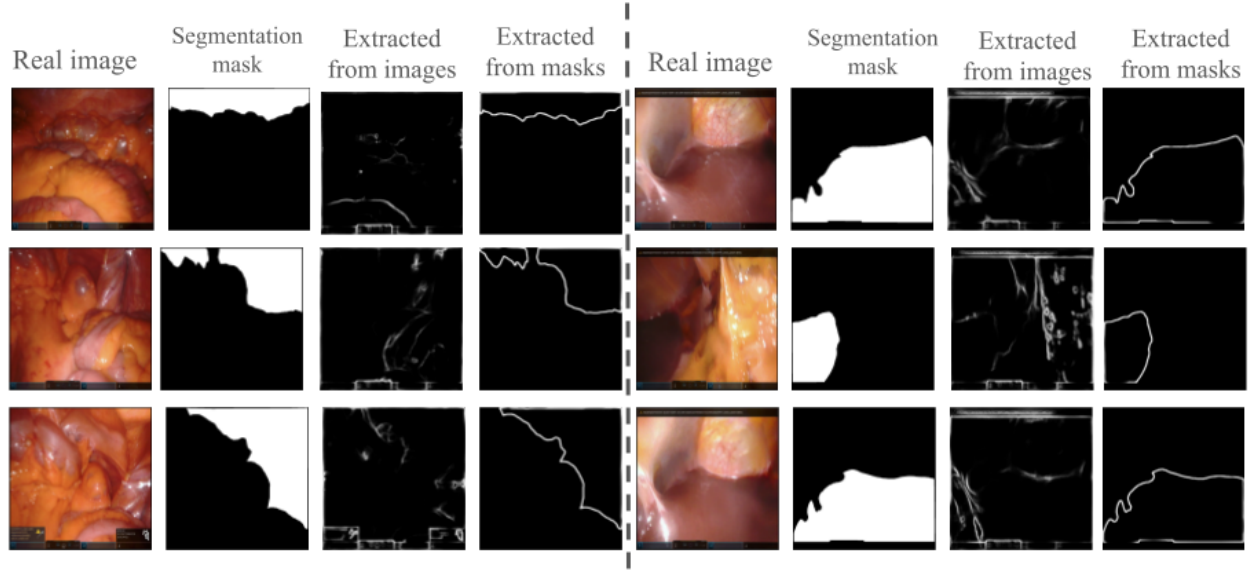 Real image
Segmentation
mask
Extracted
from images
Extracted
from masks
Real image
Segmentation
mask
Extracted
from images
Extracted
from masks